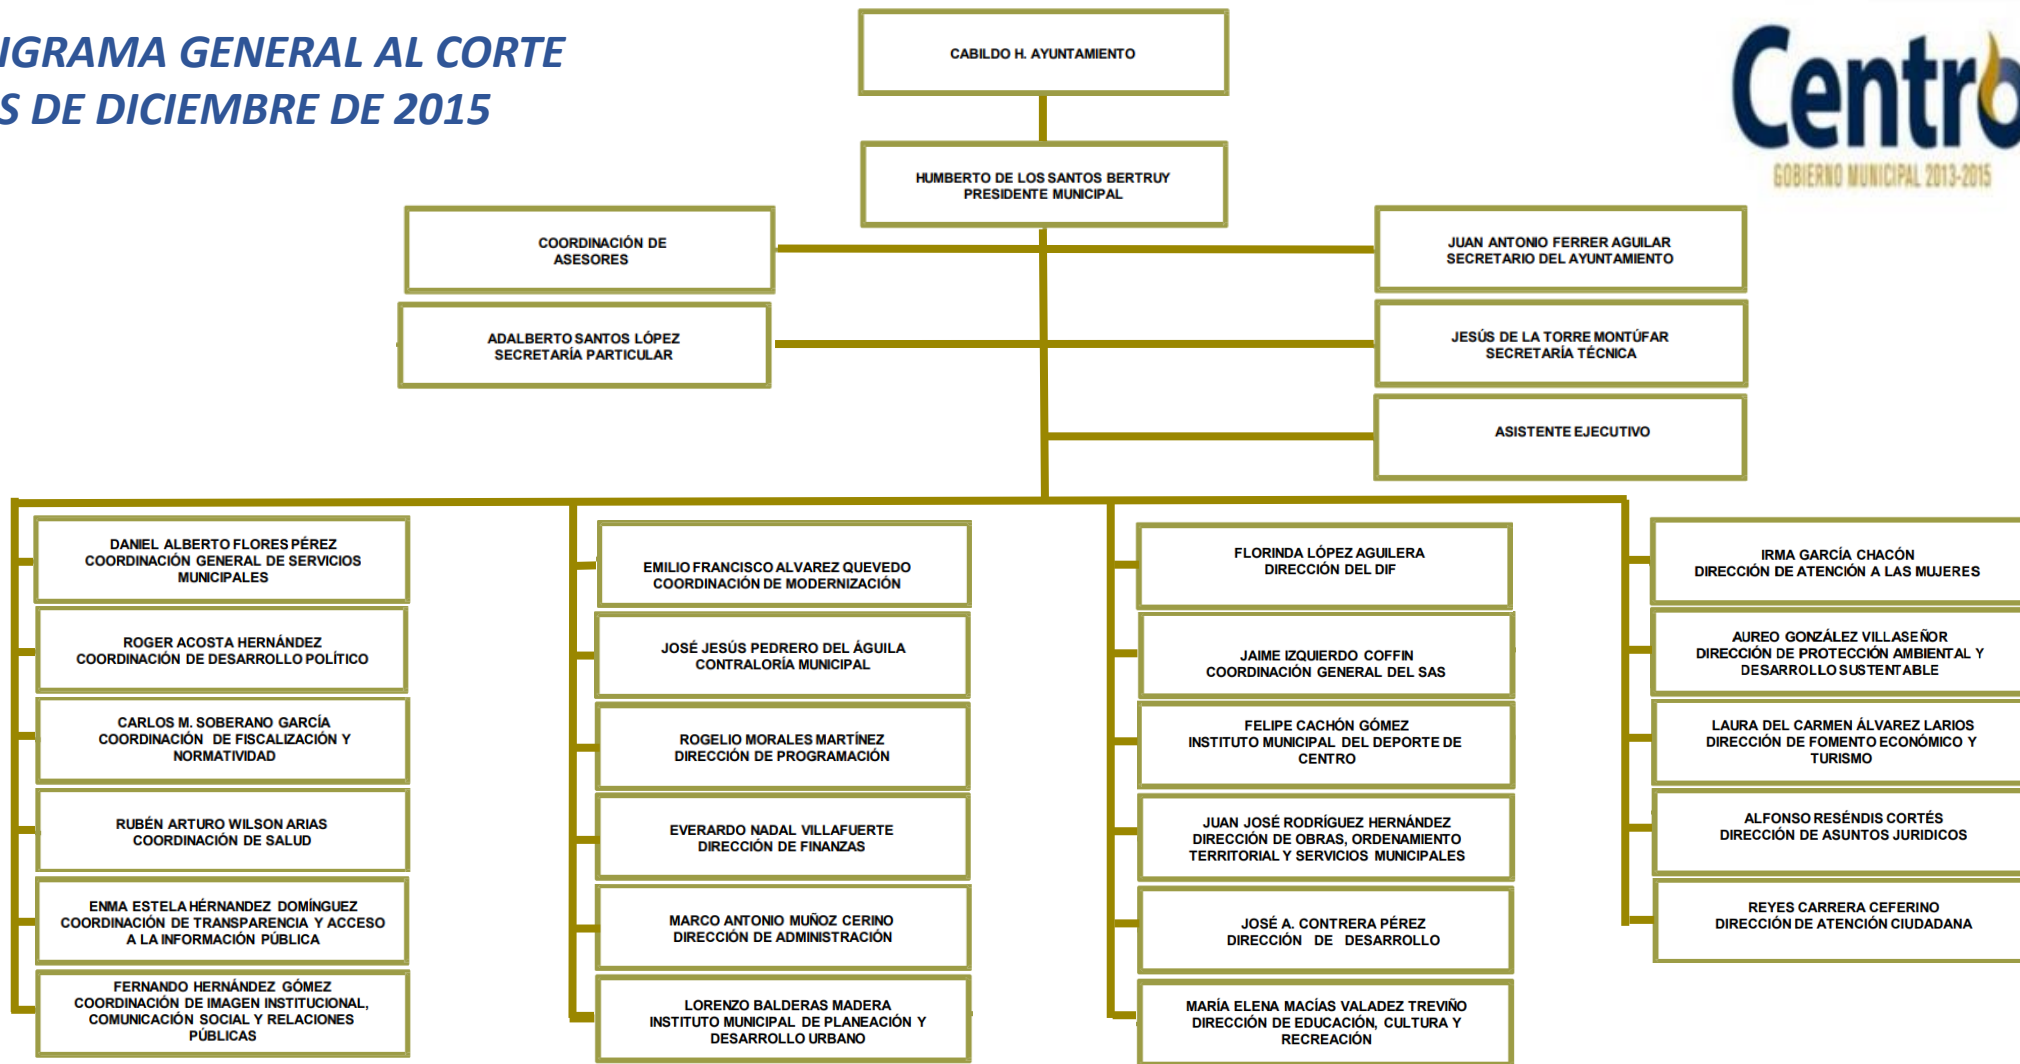 NIGRAMA GENERAL AL CORTE
S DE DICIEMBRE DE 2015
Centro
GOBIERNO MUNICIPAL 2013-2015
CABILDO H. AYUNTAMIENTO
HUMBERTO DE LOS SANTOS BERTRUY
PRESIDENTE MUNICIPAL
COORDINACIÓN DE
ASESORES
JUAN ANTONIO FERRER AGUILAR
SECRETARIO DEL AYUNTAMIENTO
ADALBERTO SANTOS LÓPEZ
SECRETARÍA PARTICULAR
JESÚS DE LA TORRE MONTÚFAR
SECRETARÍA TÉCNICA
ASISTENTE EJECUTIVO
DANIEL ALBERTO FLORES PÉREZ
COORDINACIÓN GENERAL DE SERVICIOS
MUNICIPALES
ROGER ACOSTA HERNÁNDEZ
COORDINACIÓN DE DESARROLLO POLÍTICO
CARLOS M. SOBERANO GARCÍA
COORDINACIÓN DE FISCALIZACIÓN Y
NORMATIVIDAD
RUBÉN ARTURO WILSON ARIAS
COORDINACIÓN DE SALUD
ENMA ESTELA HÉRNANDEZ DOMÍNGUEZ
COORDINACIÓN DE TRANSPARENCIA Y ACCESO
A LA INFORMACIÓN PÚBLICA
FERNANDO HERNÁNDEZ GÓMEZ
COORDINACIÓN DE IMAGEN INSTITUCIONAL,
COMUNICACIÓN SOCIAL Y RELACIONES
PÚBLICAS
EMILIO FRANCISCO ALVAREZ QUEVEDO
COORDINACIÓN DE MODERNIZACIÓN
JOSÉ JESÚS PEDRERO DEL ÁGUILA
CONTRALORÍA MUNICIPAL
ROGELIO MORALES MARTÍNEZ
DIRECCIÓN DE PROGRAMACIÓN
EVERARDO NADAL VILLAFUERTE
DIRECCIÓN DE FINANZAS
MARCO ANTONIO MUÑOZ CERINO
DIRECCIÓN DE ADMINISTRACIÓN
LORENZO BALDERAS MADERA
INSTITUTO MUNICIPAL DE PLANEACIÓN Y
DESARROLLO URBANO
FLORINDA LÓPEZ AGUILERA
DIRECCIÓN DEL DIF
JAIME IZQUIERDO COFFIN
COORDINACIÓN GENERAL DEL SAS
FELIPE CACHÓN GÓMEZ
INSTITUTO MUNICIPAL DEL DEPORTE DE
CENTRO
JUAN JOSÉ RODRÍGUEZ HERNÁNDEZ
DIRECCIÓN DE OBRAS, ORDENAMIENTO
TERRITORIAL Y SERVICIOS MUNICIPALES
JOSÉ A. CONTRERA PÉREZ
DIRECCIÓN DE DESARROLLO
MARÍA ELENA MACÍAS VALADEZ TREVIÑO
DIRECCIÓN DE EDUCACIÓN, CULTURA Y
RECREACIÓN
IRMA GARCÍA CHACÓN
DIRECCIÓN DE ATENCIÓN A LAS MUJERES
AUREO GONZÁLEZ VILLASEÑOR
DIRECCIÓN DE PROTECCIÓN AMBIENTAL Y
DESARROLLO SUSTENTABLE
LAURA DEL CARMEN ÁLVAREZ LARIOS
DIRECCIÓN DE FOMENTO ECONÓMICO Y
TURISMO
ALFONSO RESÉNDIS CORTÉS
DIRECCIÓN DE ASUNTOS JURIDICOS
REYES CARRERA CEFERINO
DIRECCIÓN DE ATENCIÓN CIUDADANA